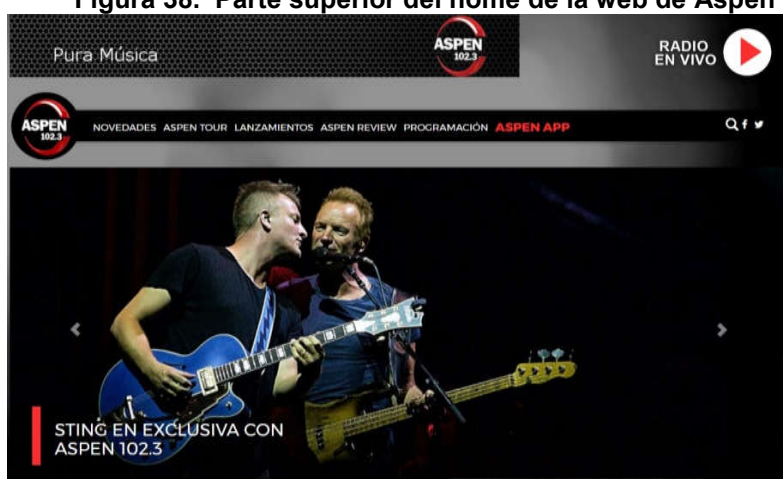 Figura 38. Parte superior del home de la web de Aspen
Pura Música
ASPEN
102.3
RADIO
EN VIVO
ASPEN
102.3
NOVEDADES ASPEN TOUR LANZAMIENTOS ASPEN REVIEW PROGRAMACIÓN ASPEN APP
STING EN EXCLUSIVA CON
ASPEN 102.3